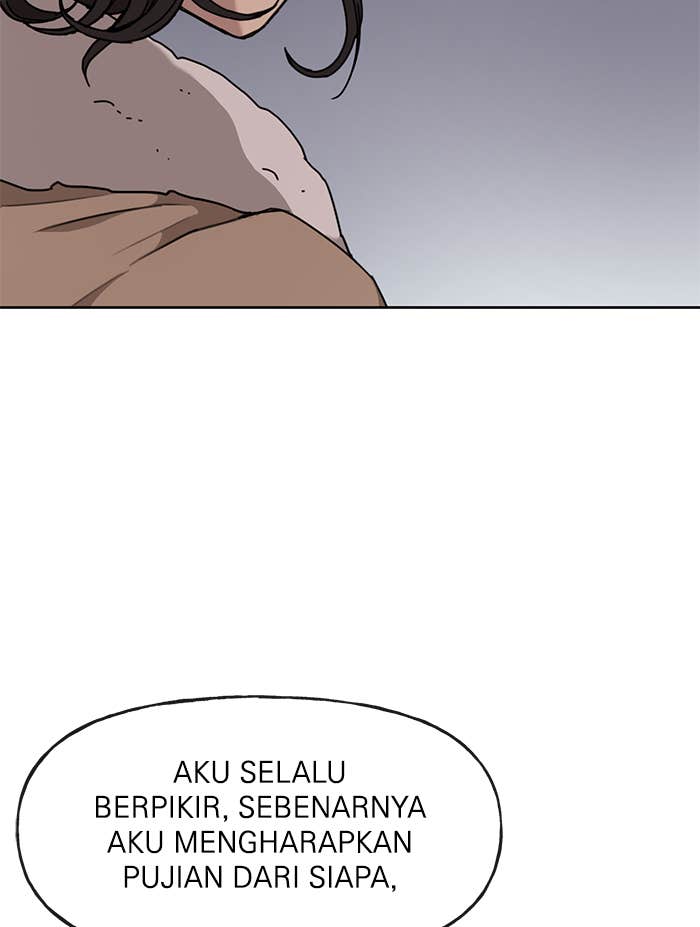 AKU SELALU
BERPIKIR, SEBENARNYA
AKU MENGHARAPKAN
PUJIAN DARI SIAPA,